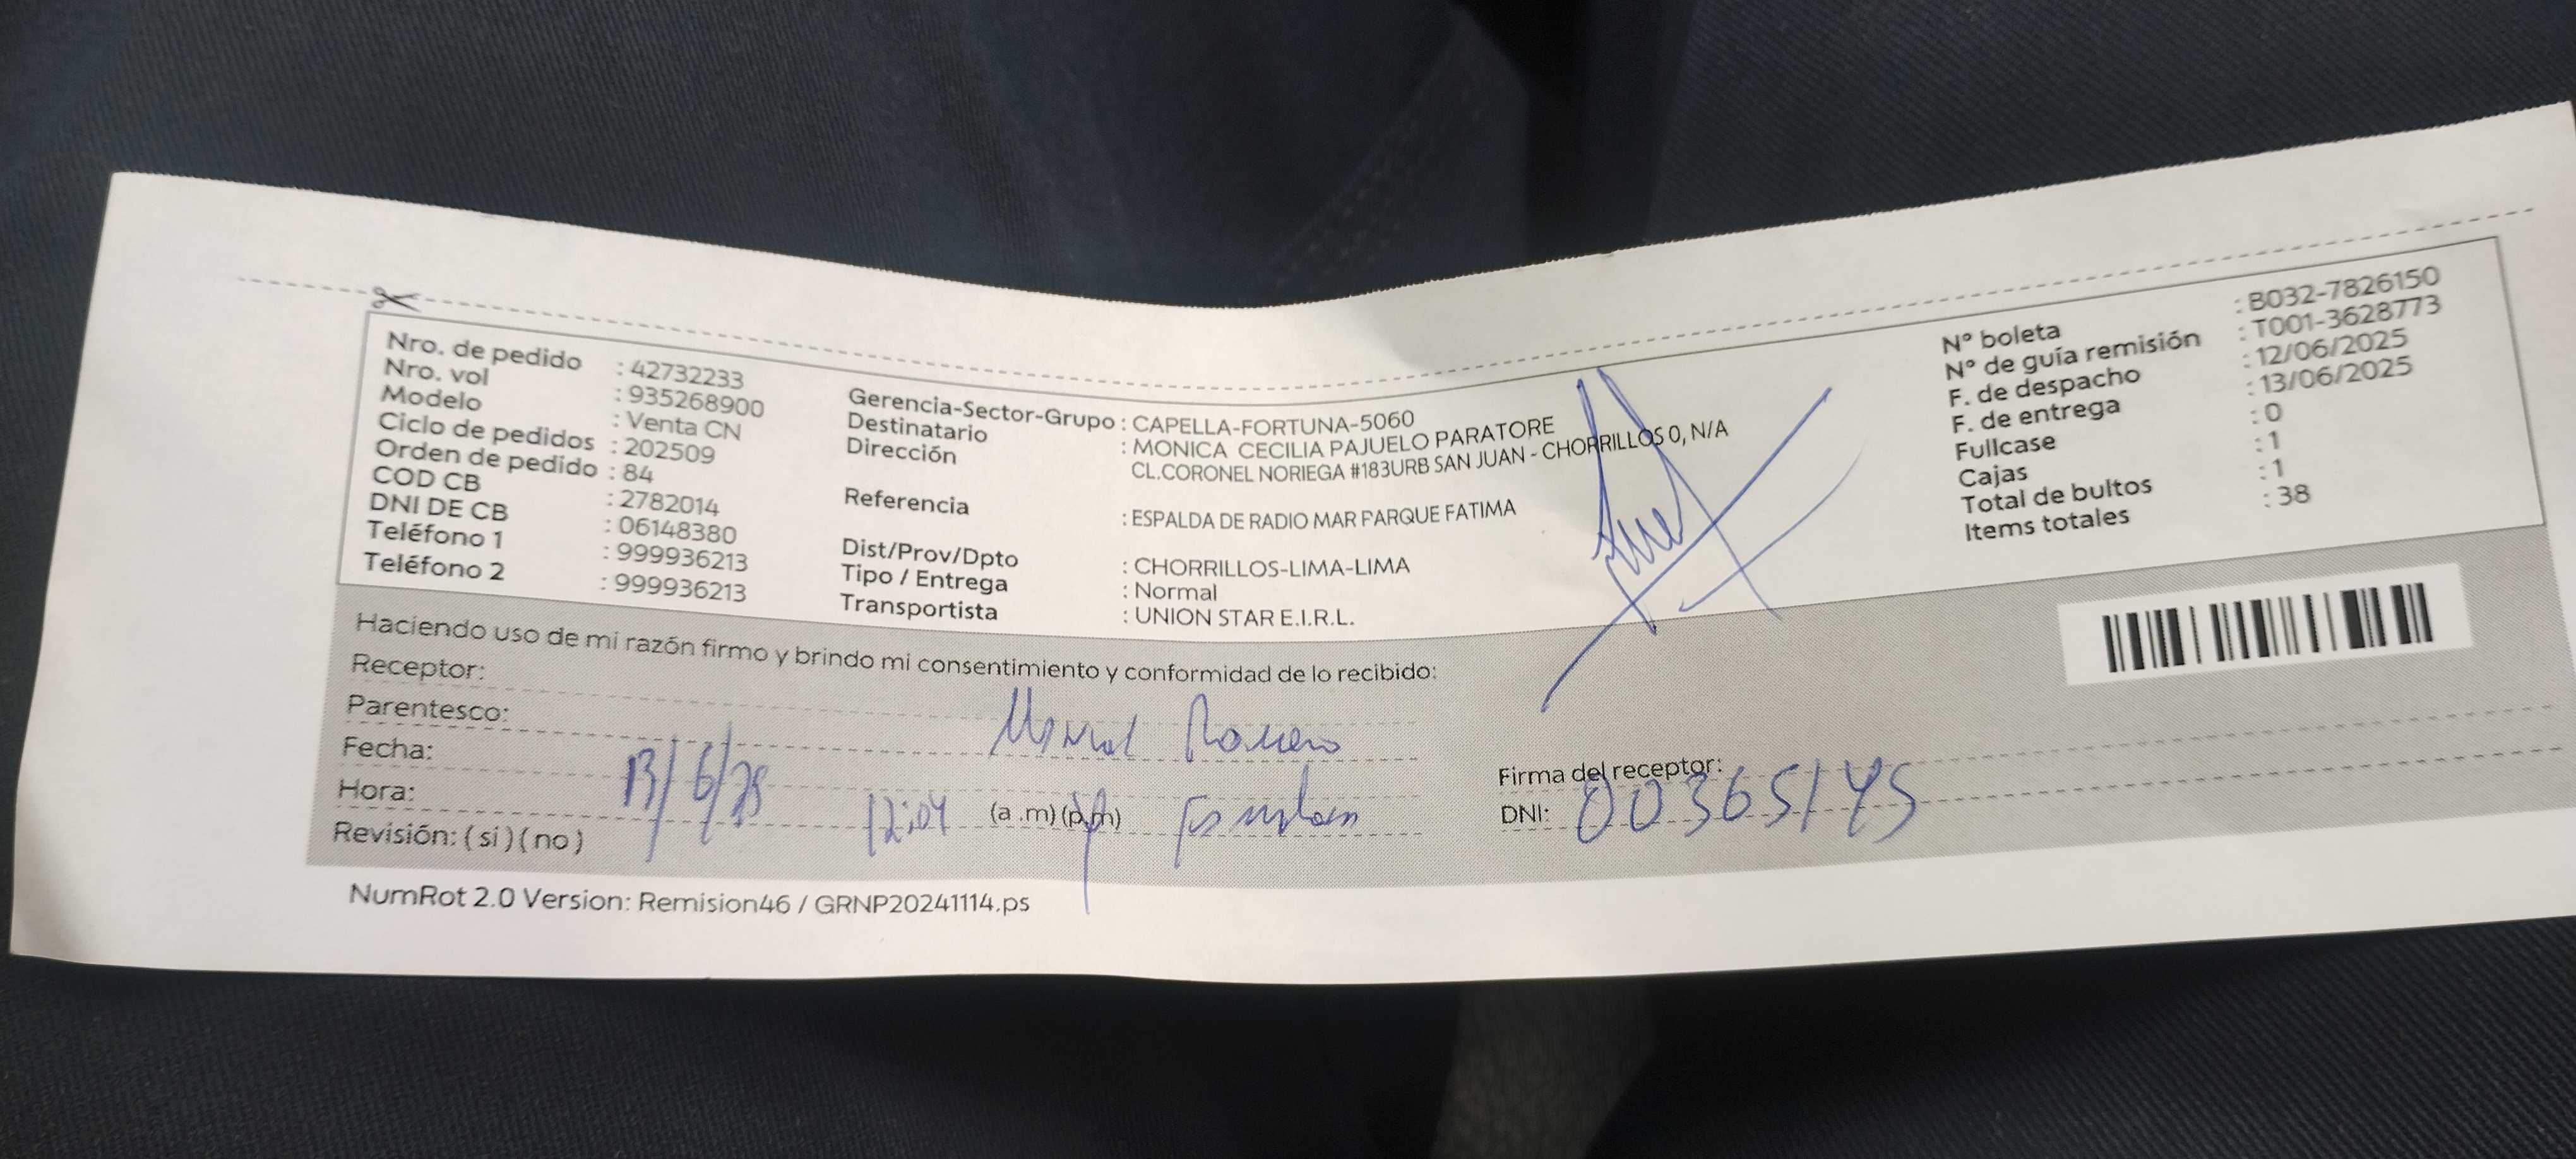 Nro. de pedido : 42732233
Nro. vol : 935268900
Modelo : Venta CN
Ciclo de pedidos : 202509
Orden de pedido : 84
COD CB : 2782014
DNI DE CB : 06148380
Teléfono 1 : 999936213
Teléfono 2 : 999936213
Gerencia-Sector-Grupo : CAPELLA-FORTUNA-5060
Destinatario : MONICA CECILIA PAJUELO PARATORE
Dirección CL.CORONEL NORIEGA #183URB SAN JUAN - CHORRILLOS 0, N/A
Referencia : ESPALDA DE RADIO MAR PARQUE FATIMA
Dist/Prov/Dpto : CHORRILLOS-LIMA-LIMA
Tipo / Entrega : Normal
Transportista : UNION STAR E.I.R.L.
N° boleta : B032-7826150
N° de guía remisión : T001-3628773
F. de despacho : 12/06/2025
F. de entrega : 13/06/2025
Fullcase : 0
Cajas : 1
Total de bultos : 1
Items totales : 38
Haciendo uso de mi razón firmo y brindo mi consentimiento y conformidad de lo recibido:
Receptor:
Parentesco:
Fecha: 13/6/25
Hora: 12:04 (a .m) (p.m)
Revisión: ( si ) ( no )
Firma del receptor:
DNI: 00365145
NumRot 2.0 Version: Remision46 / GRNP20241114.ps